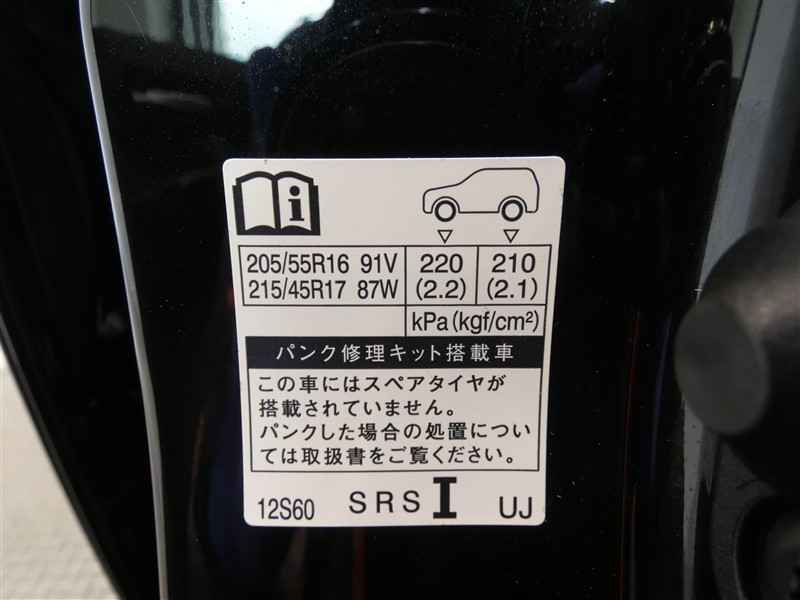 205/55R16 91V 220 210
215/45R17 87W (2.2) (2.1)
kPa(kgf/cm²)
パンク修理キット搭載車
この車にはスペアタイヤが
搭載されていません。
パンクした場合の処置につい
ては取扱書をご覧ください。
12S60 SRS I UJ